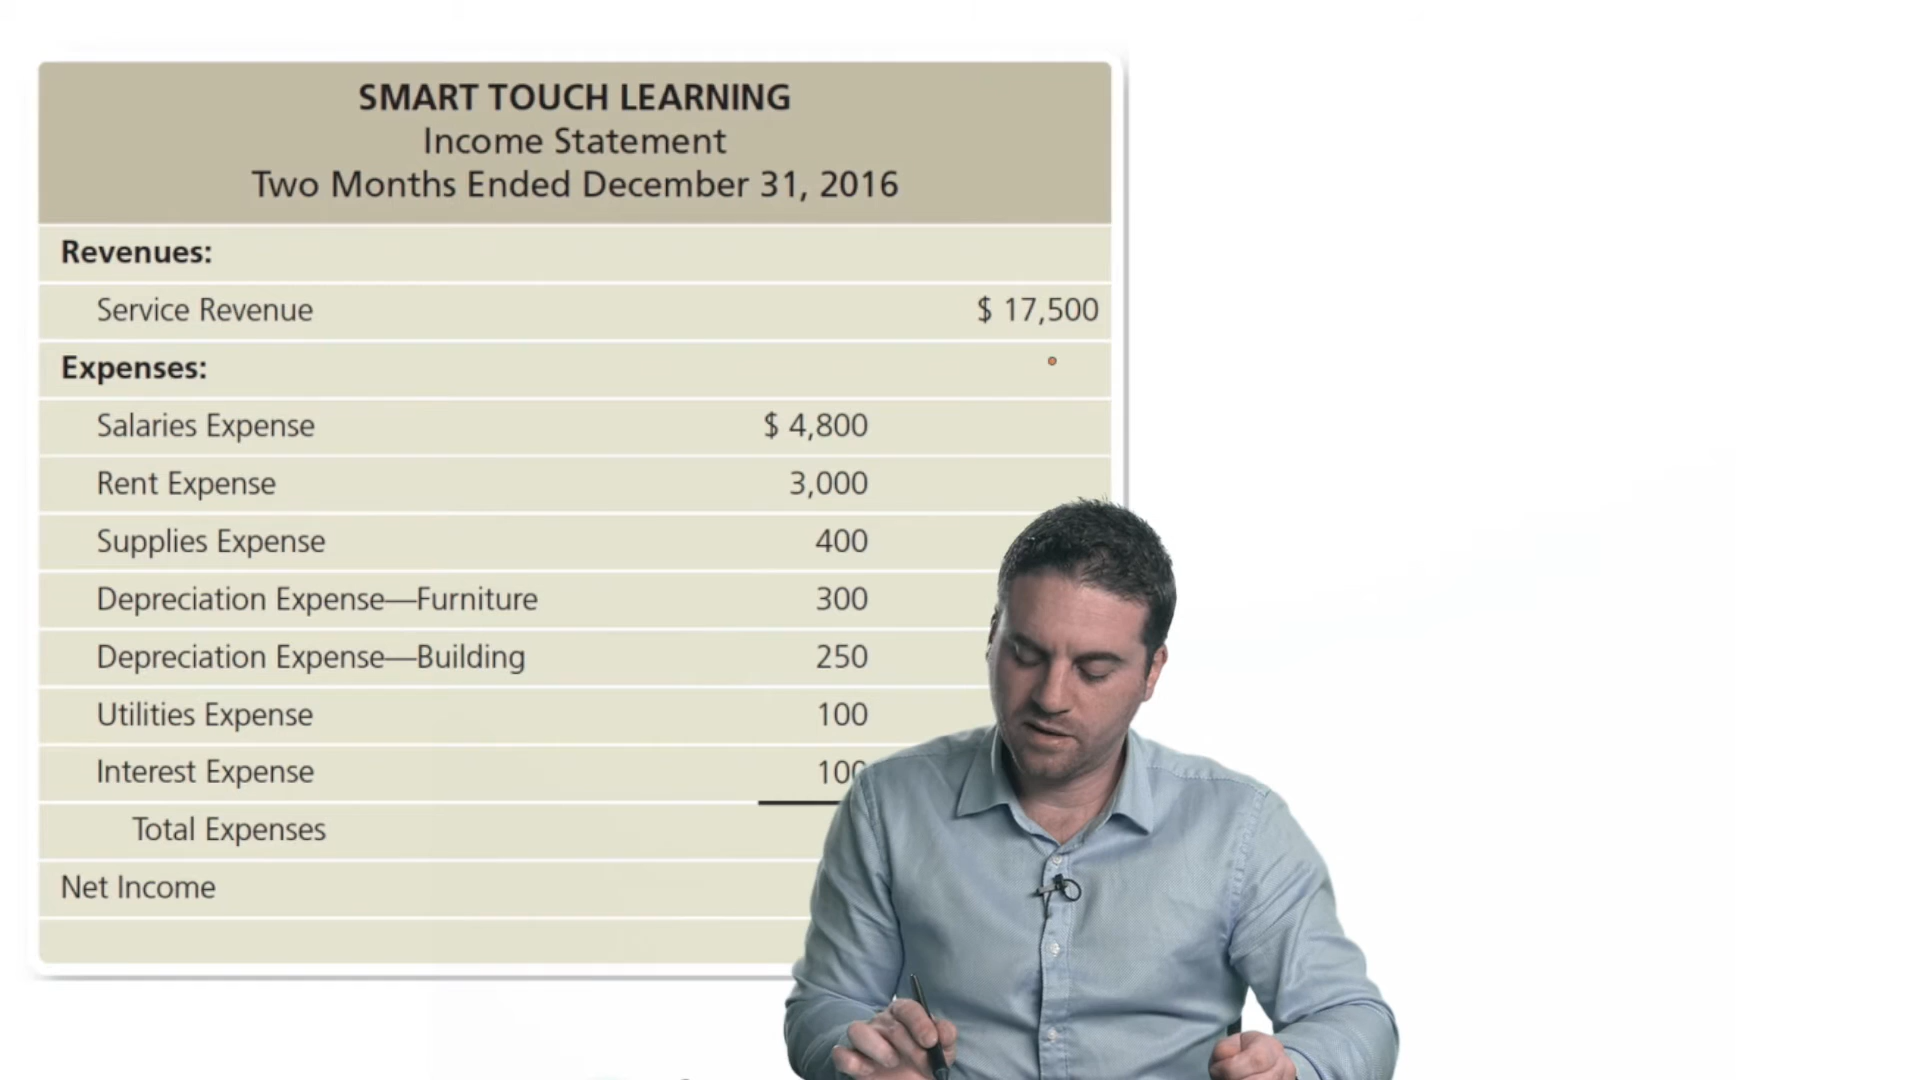 SMART TOUCH LEARNING
Income Statement
Two Months Ended December 31, 2016
Revenues:
Service Revenue $ 17,500
Expenses:
Salaries Expense $ 4,800
Rent Expense 3,000
Supplies Expense 400
Depreciation Expense—Furniture 300
Depreciation Expense—Building 250
Utilities Expense 100
Interest Expense 100
Total Expenses
Net Income